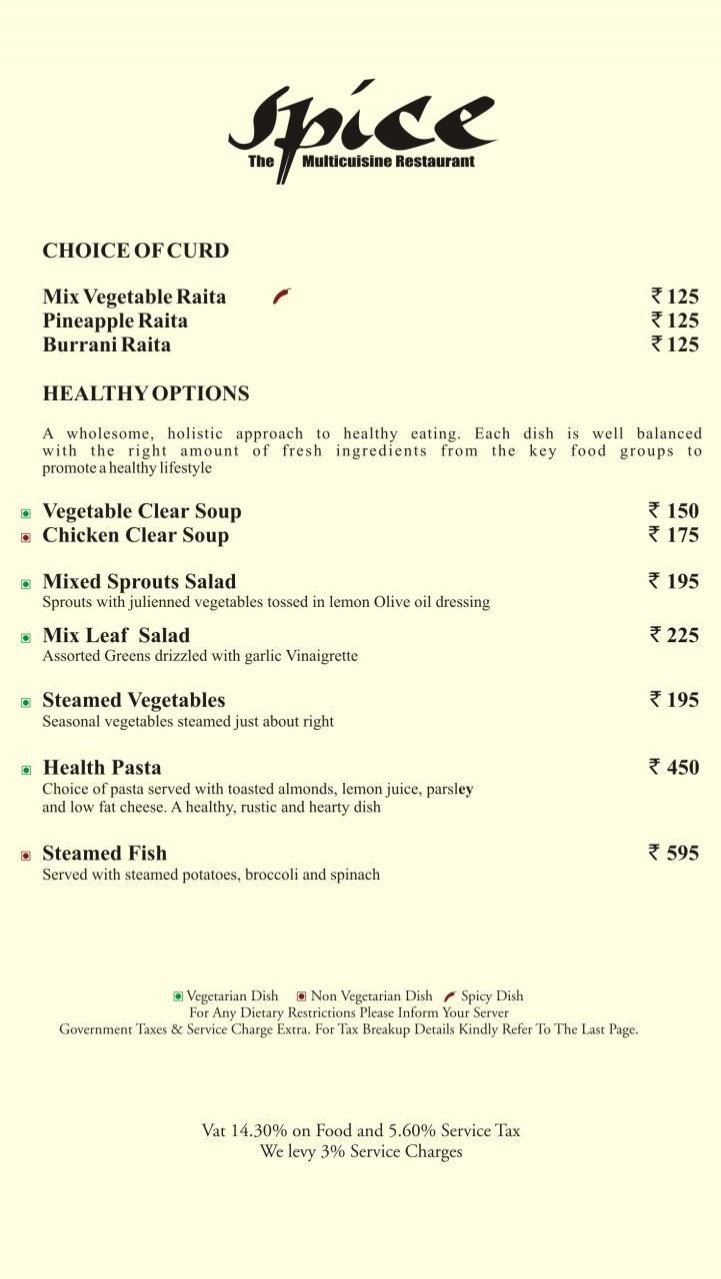 spice
The Multicuisine Restaurant
CHOICE OF CURD
Mix Vegetable Raita ₹ 125
Pineapple Raita ₹ 125
Burrani Raita ₹ 125
HEALTHY OPTIONS
A wholesome, holistic approach to healthy eating. Each dish is well balanced
with the right amount of fresh ingredients from the key food groups to
promote a healthy lifestyle
Vegetable Clear Soup ₹ 150
Chicken Clear Soup ₹ 175
Mixed Sprouts Salad ₹ 195
Sprouts with julienned vegetables tossed in lemon Olive oil dressing
Mix Leaf Salad ₹ 225
Assorted Greens drizzled with garlic Vinaigrette
Steamed Vegetables ₹ 195
Seasonal vegetables steamed just about right
Health Pasta ₹ 450
Choice of pasta served with toasted almonds, lemon juice, parsley
and low fat cheese. A healthy, rustic and hearty dish
Steamed Fish ₹ 595
Served with steamed potatoes, broccoli and spinach
Vegetarian Dish Non Vegetarian Dish Spicy Dish
For Any Dietary Restrictions Please Inform Your Server
Government Taxes & Service Charge Extra. For Tax Breakup Details Kindly Refer To The Last Page.
Vat 14.30% on Food and 5.60% Service Tax
We levy 3% Service Charges